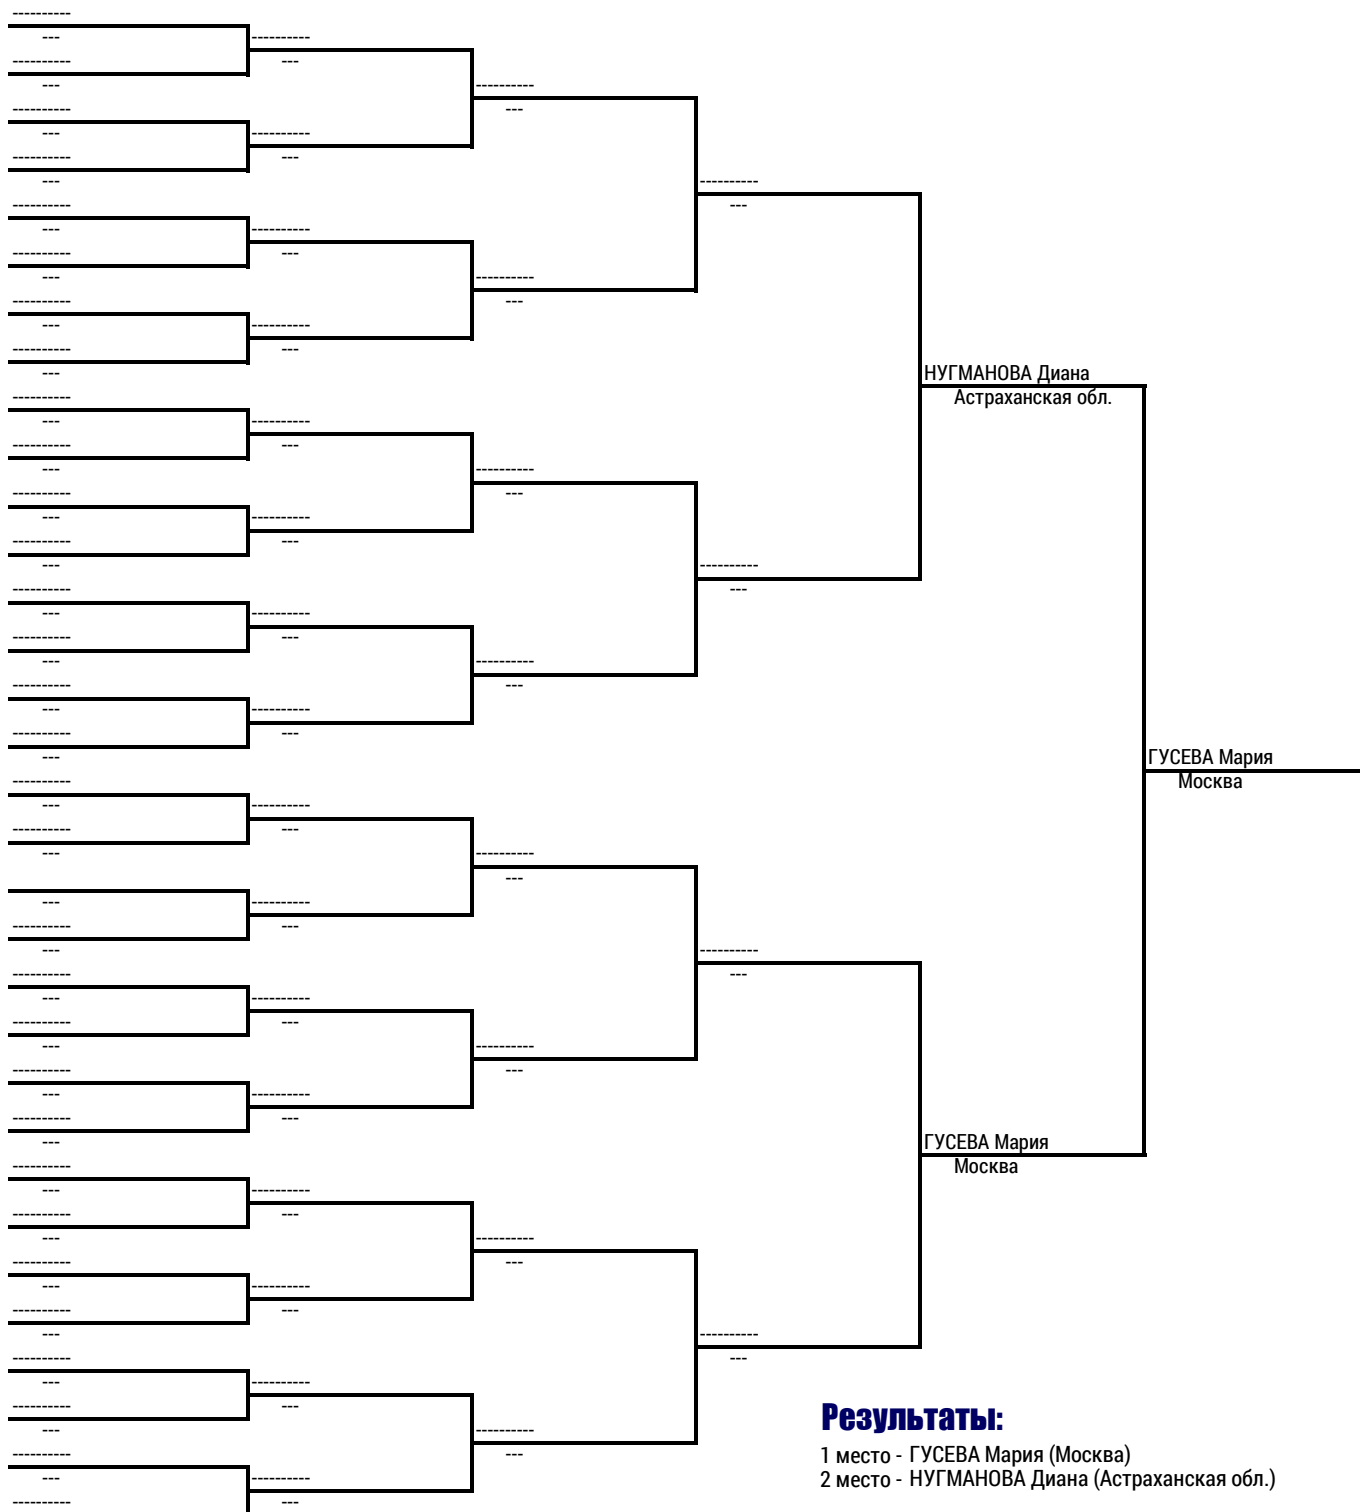 НУГМАНОВА Диана
Астраханская обл.
ГУСЕВА Мария
Москва
ГУСЕВА Мария
Москва
Результаты:
1 место - ГУСЕВА Мария (Москва)
2 место - НУГМАНОВА Диана (Астраханская обл.)